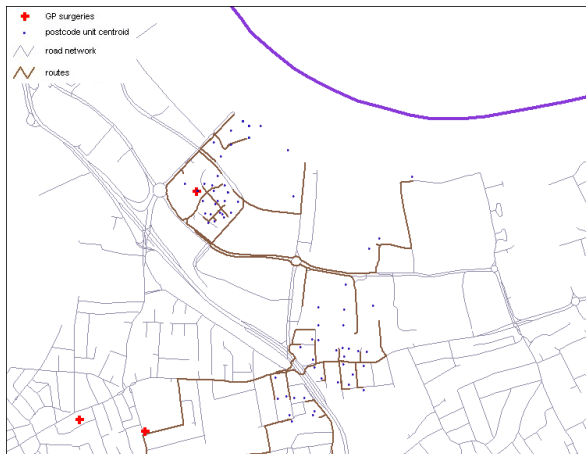 GP surgeries
postcode unit centroid
road network
routes